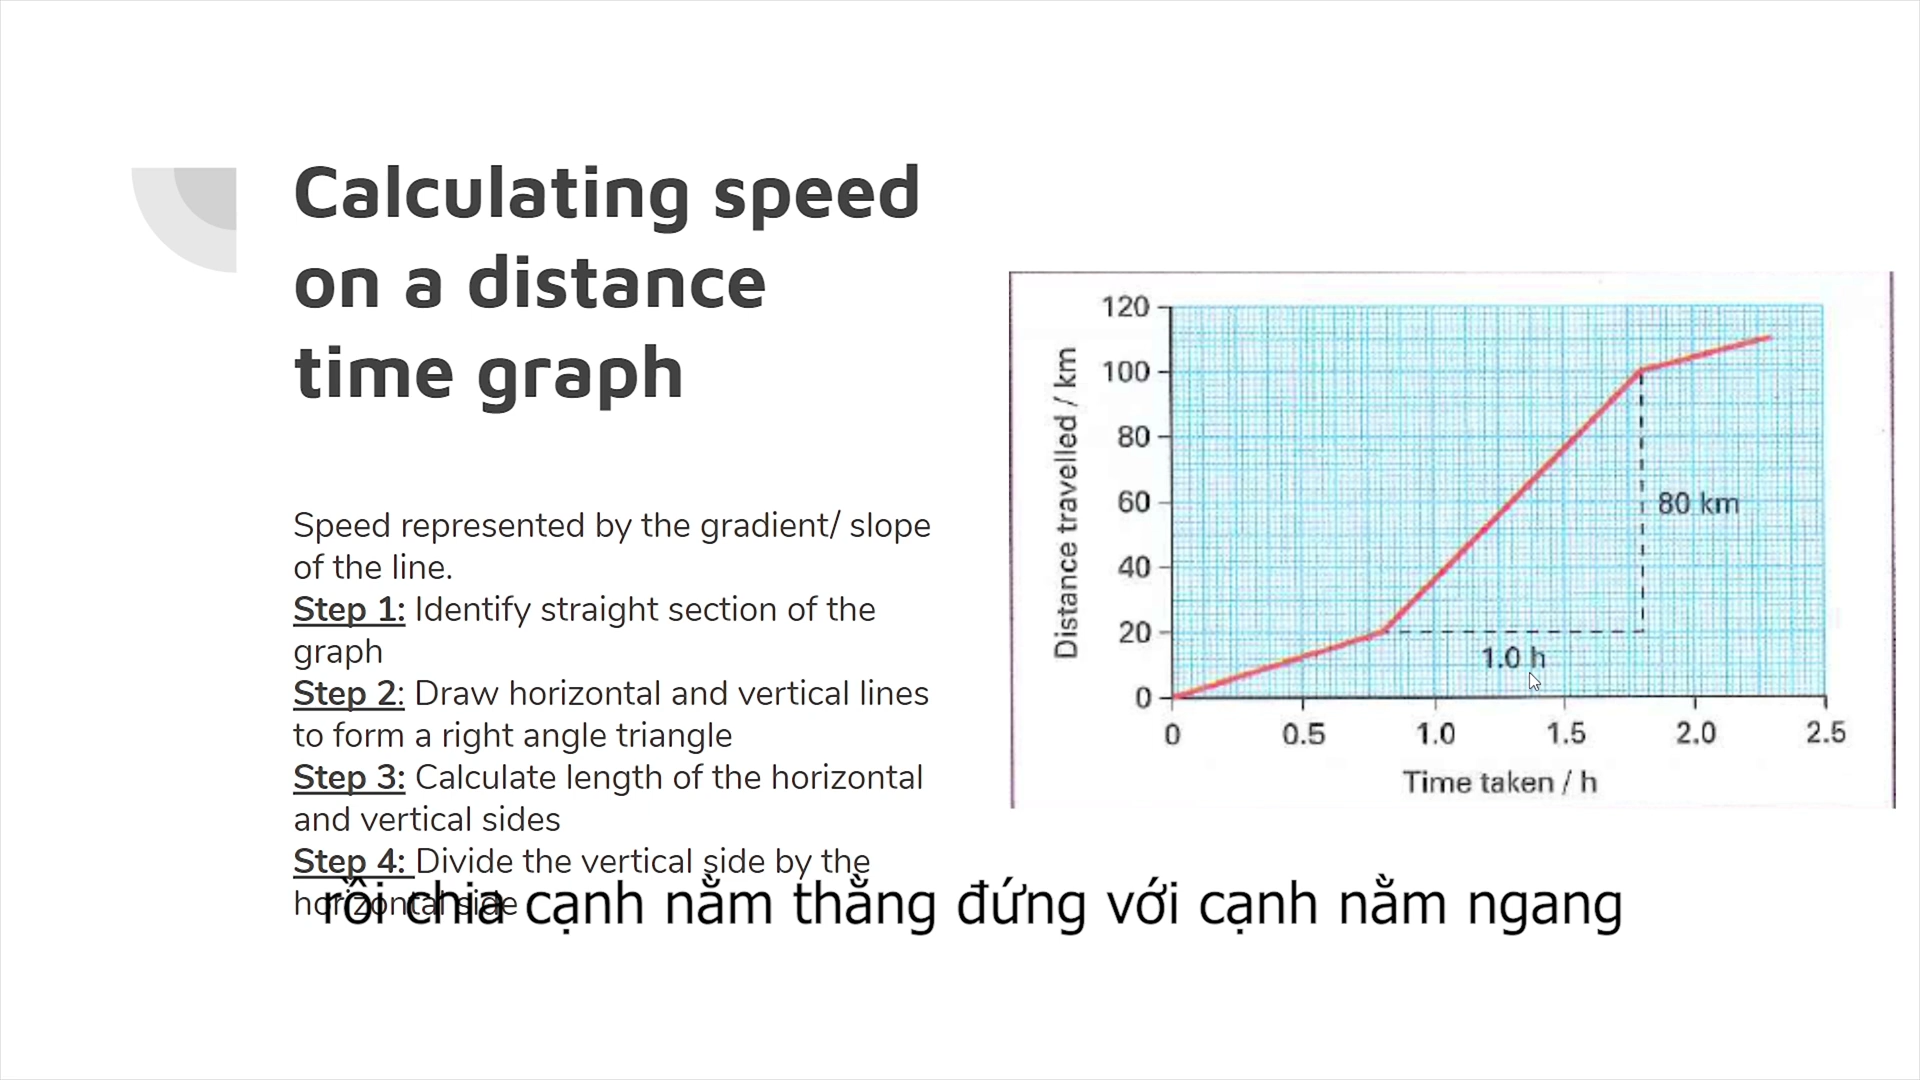 Calculating speed
on a distance
time graph
Speed represented by the gradient/ slope
of the line.
Step 1: Identify straight section of the
graph
Step 2: Draw horizontal and vertical lines
to form a right angle triangle
Step 3: Calculate length of the horizontal
and vertical sides
Step 4: Divide the vertical side by the
horizontal side
rồi chia cạnh nằm thẳng đứng với cạnh nằm ngang
Distance travelled / km
120
100
80
60
40
20
0
80 km
1.0 h
0 0.5 1.0 1.5 2.0 2.5
Time taken / h